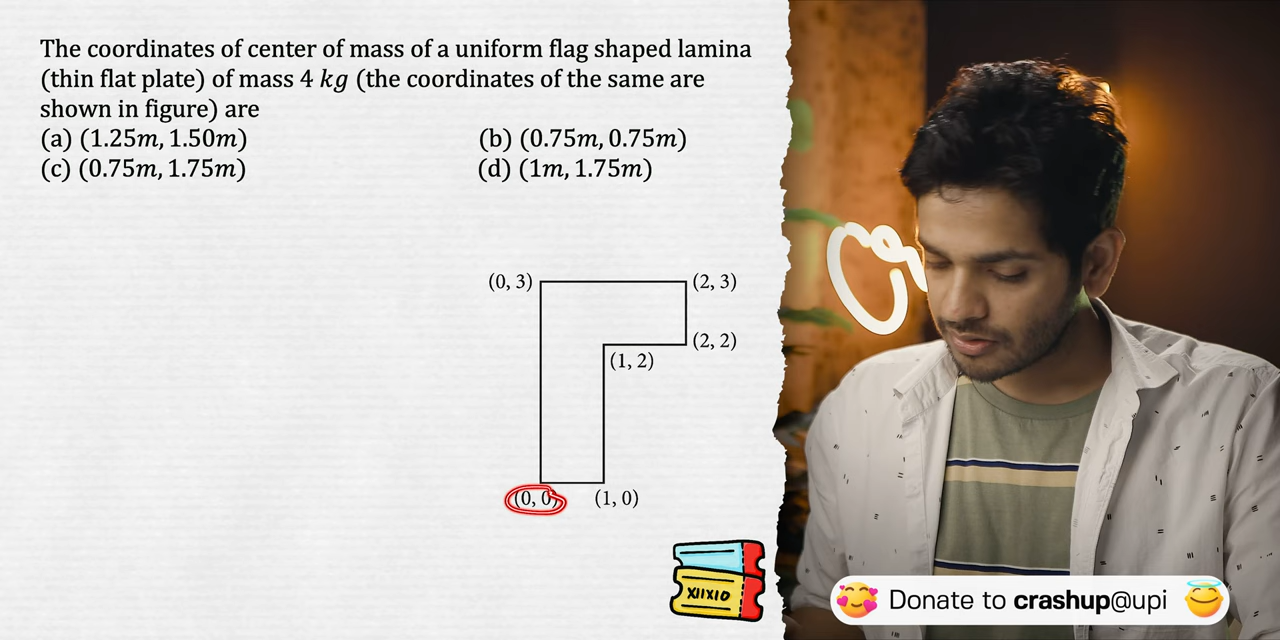 The coordinates of center of mass of a uniform flag shaped lamina
(thin flat plate) of mass 4 kg (the coordinates of the same are
shown in figure) are
(a) (1.25m, 1.50m) (b) (0.75m, 0.75m)
(c) (0.75m, 1.75m) (d) (1m, 1.75m)
(0, 3) (2, 3)
(2, 2)
(1, 2)
(0, 0) (1, 0)
XIIXIO
Donate to crashup@upi